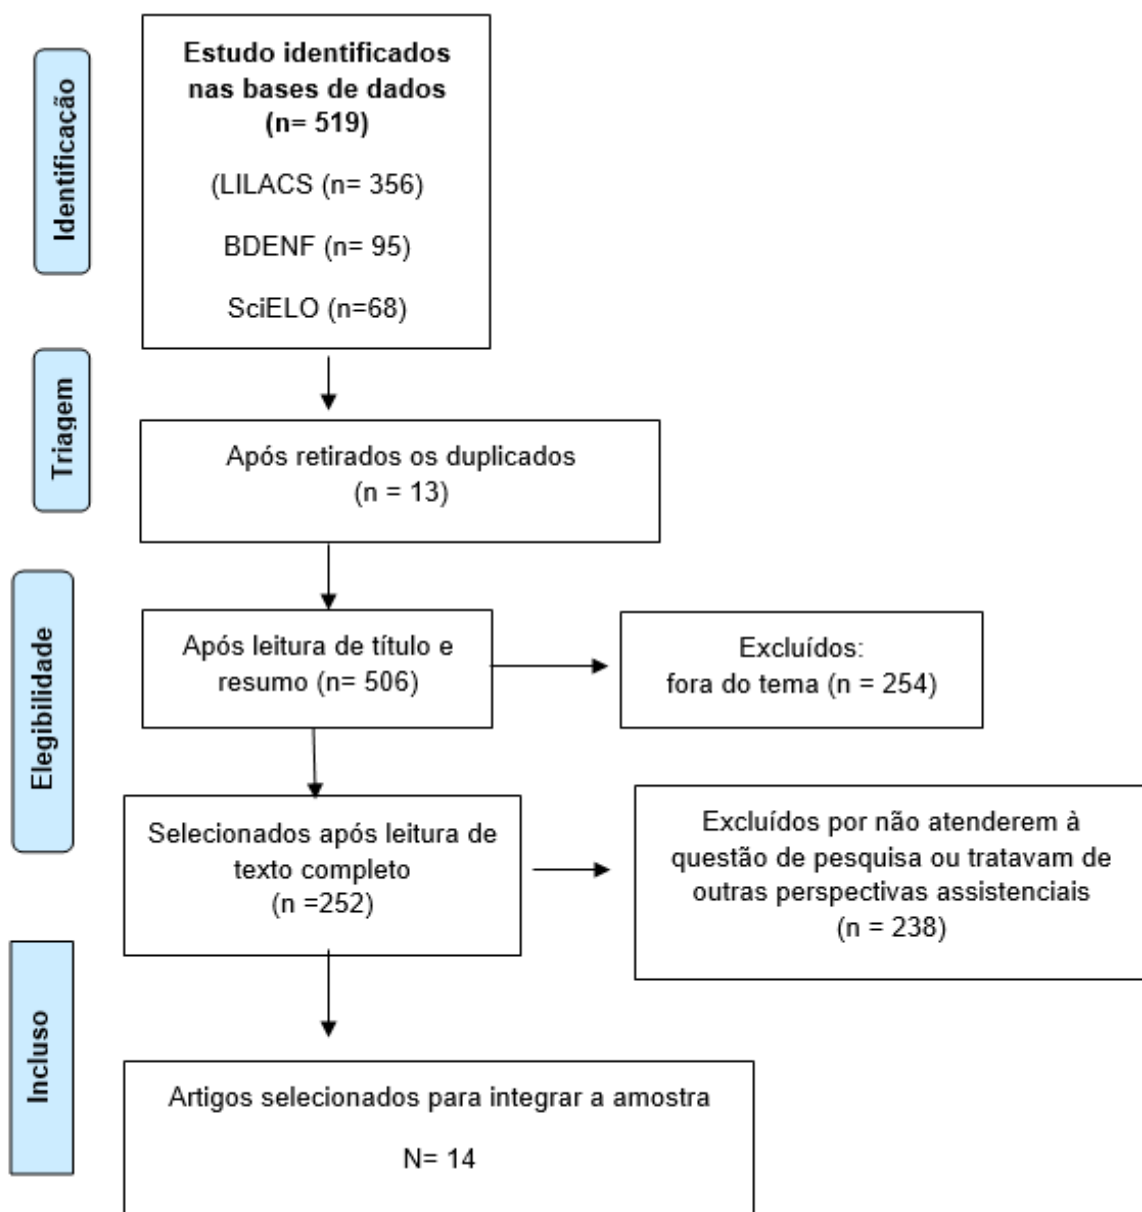 Identificação
Estudo identificados
nas bases de dados
(n= 519)
(LILACS (n= 356)
BDENF (n= 95)
SciELO (n=68)
Triagem
Após retirados os duplicados
(n = 13)
Elegibilidade
Após leitura de título e
resumo (n= 506)
Excluídos:
fora do tema (n = 254)
Selecionados após leitura de
texto completo
(n =252)
Excluídos por não atenderem à
questão de pesquisa ou tratavam de
outras perspectivas assistenciais
(n = 238)
Incluso
Artigos selecionados para integrar a amostra
N= 14